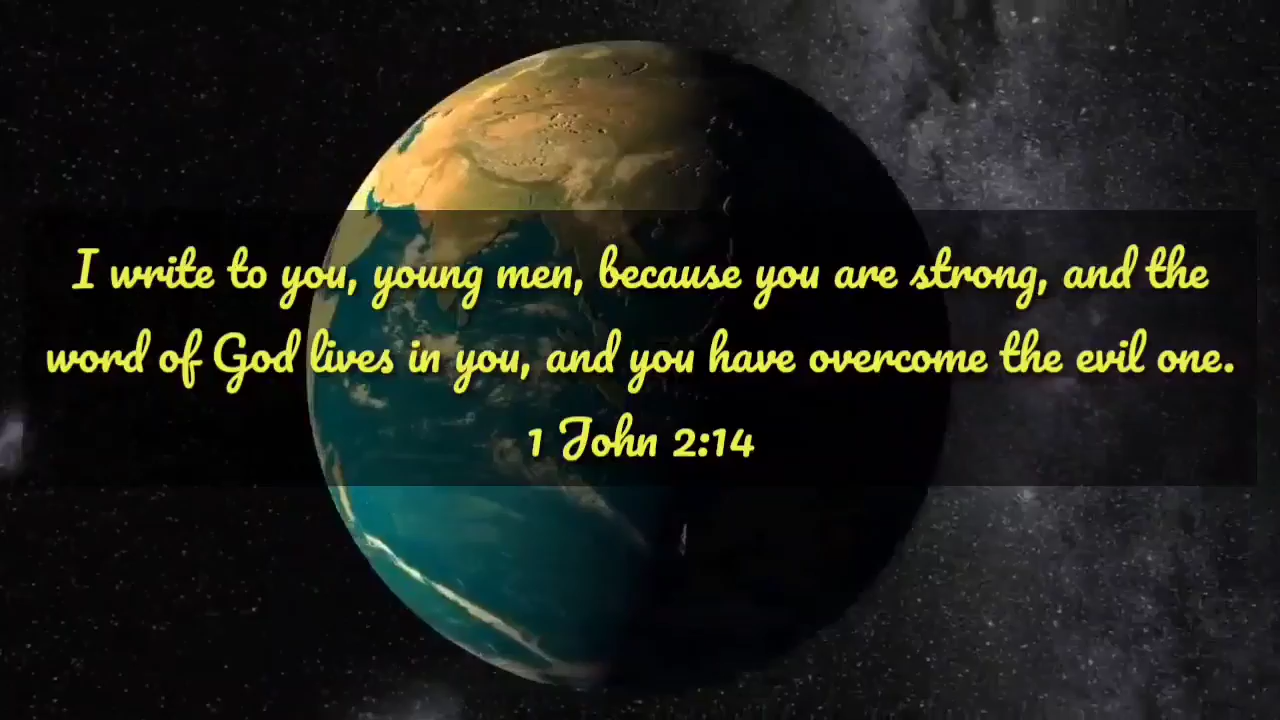 I write to you, young men, because you are strong, and the
word of God lives in you, and you have overcome the evil one.
1 John 2:14